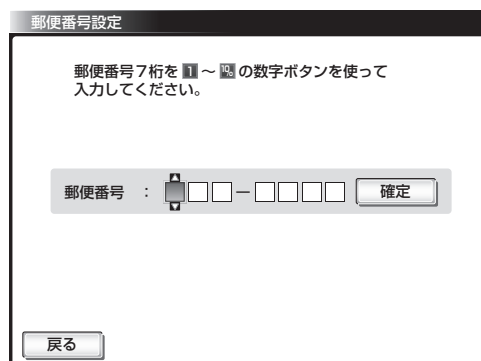 郵便番号設定
郵便番号7桁を 1 ~ 10 の数字ボタンを使って
入力してください。
郵便番号 : ー 確定
戻る